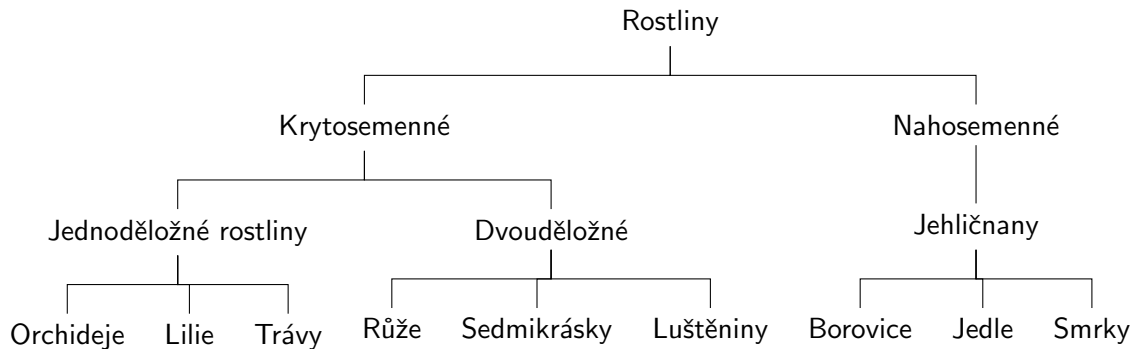 Rostliny
Krytosemenné
Nahosemenné
Jednoděložné rostliny
Dvouděložné
Jehličnany
Orchideje
Lilie
Trávy
Růže
Sedmikrásky
Luštěniny
Borovice
Jedle
Smrky